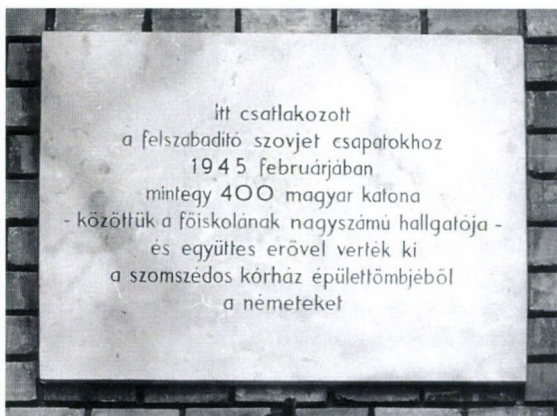 itt csatlakozott
a felszabadító szovjet csapatokhoz
1945 februárjában
mintegy 400 magyar katona
- közöttük a főiskolának nagyszámú hallgatója -
és együttes erővel verték ki
a szomszédos kórház épülettömbjéből
a németeket